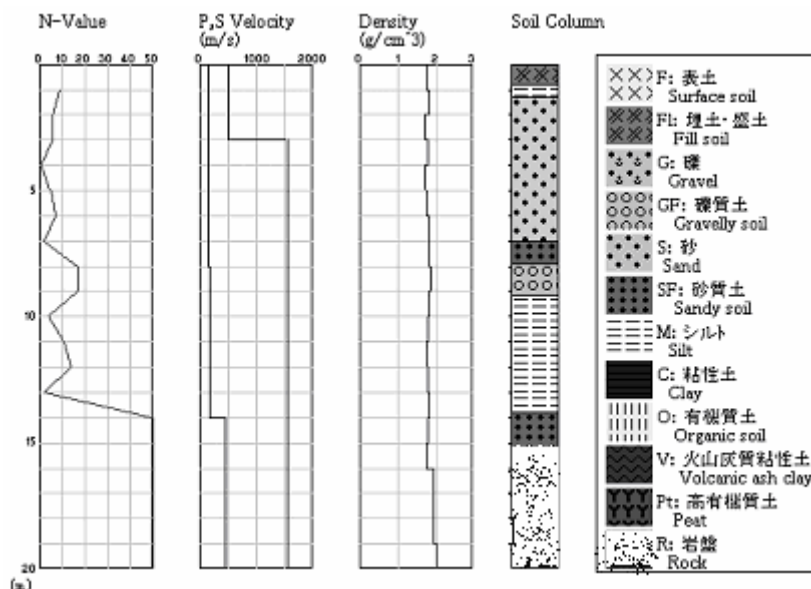 N-Value
0 10 20 30 40 50
5
10
15
20
(m)
P,S Velocity
(m/s)
0 1000 2000
Density
(g/cm^3)
0 1 2 3
Soil Column
F: 表土
Surface soil
Fl: 埋土・盛土
Fill soil
G: 礫
Gravel
GF: 礫質土
Gravelly soil
S: 砂
Sand
SF: 砂質土
Sandy soil
M: シルト
Silt
C: 粘性土
Clay
O: 有機質土
Organic soil
V: 火山灰質粘性土
Volcanic ash clay
Pt: 高有機質土
Peat
R: 岩盤
Rock